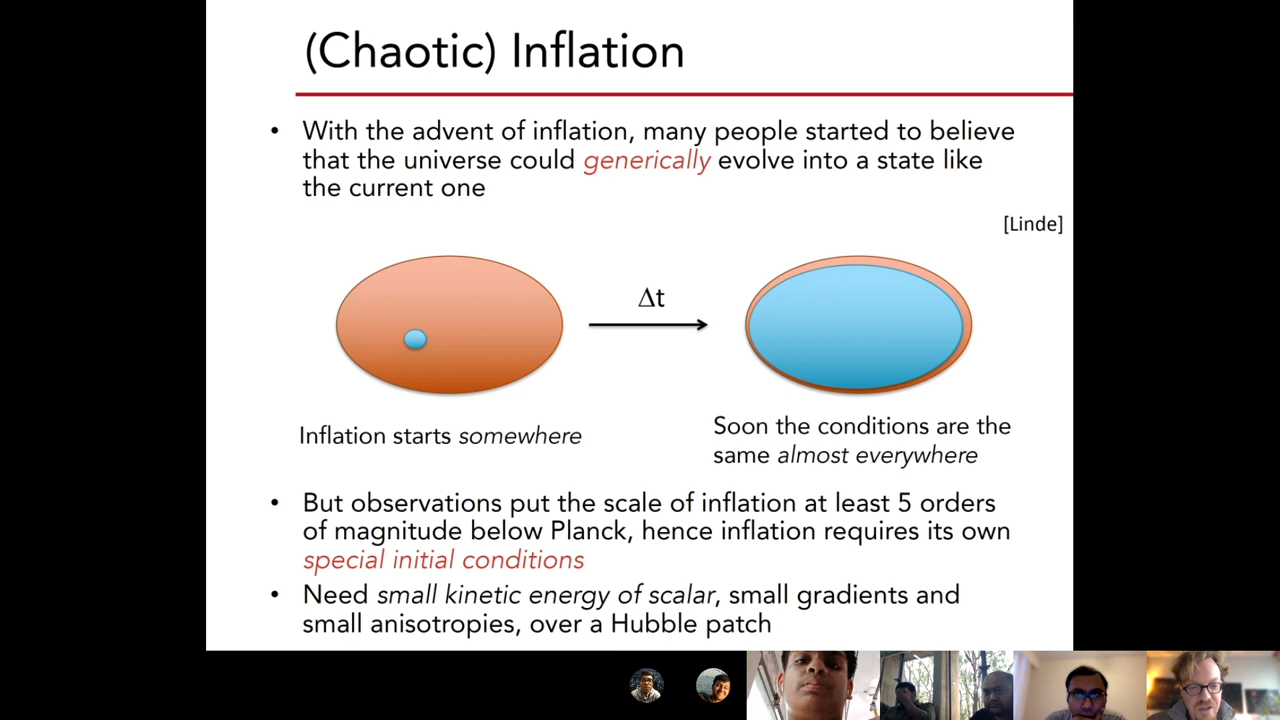 (Chaotic) Inflation
• With the advent of inflation, many people started to believe
that the universe could generically evolve into a state like
the current one
[Linde]
Δt
Inflation starts somewhere
Soon the conditions are the
same almost everywhere
• But observations put the scale of inflation at least 5 orders
of magnitude below Planck, hence inflation requires its own
special initial conditions
• Need small kinetic energy of scalar, small gradients and
small anisotropies, over a Hubble patch